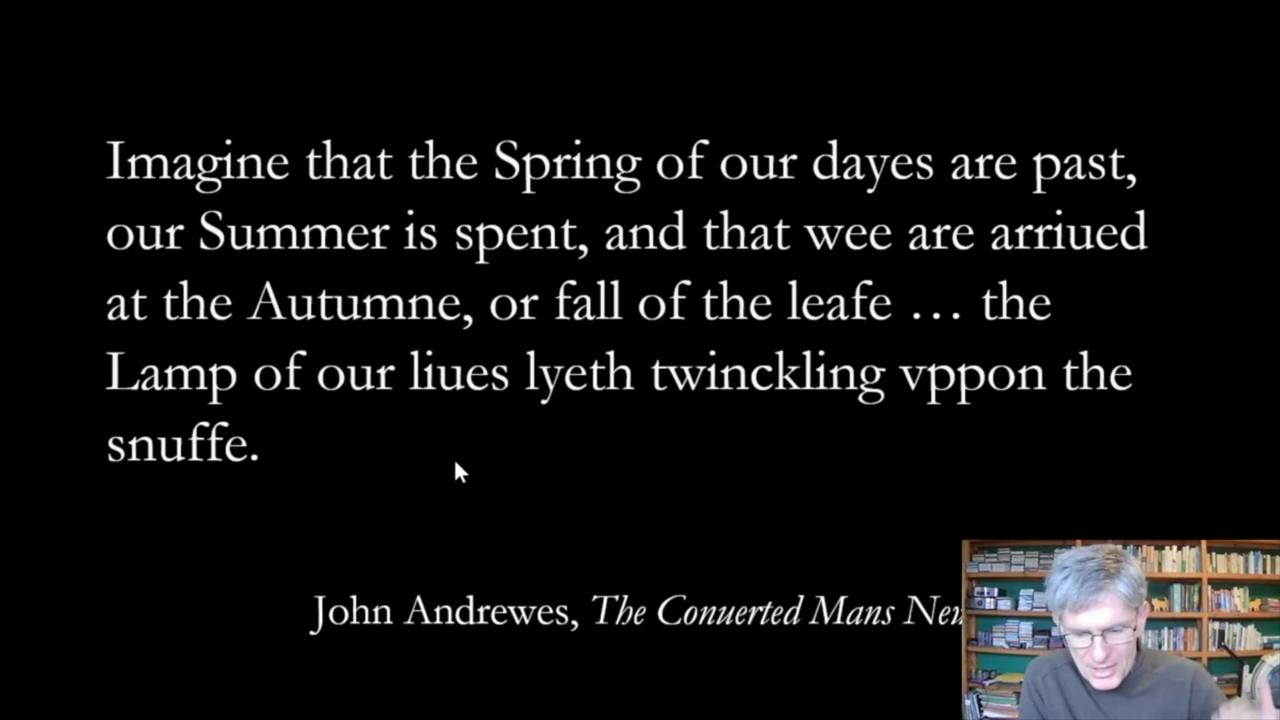 Imagine that the Spring of our dayes are past,
our Summer is spent, and that wee are arriued
at the Autumne, or fall of the leafe … the
Lamp of our liues lyeth twinckling vppon the
snuffe.
John Andrewes, The Conuerted Mans